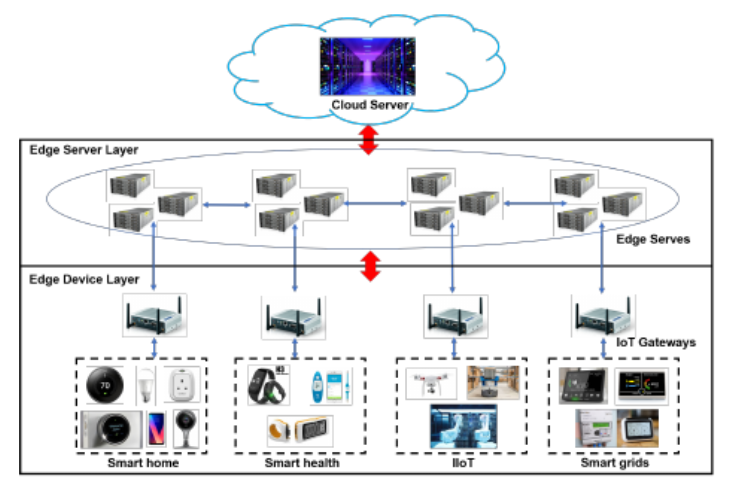 Cloud Server
Edge Server Layer
Edge Serves
Edge Device Layer
IoT Gateways
70
Smart home
Smart health
IIoT
Smart grids